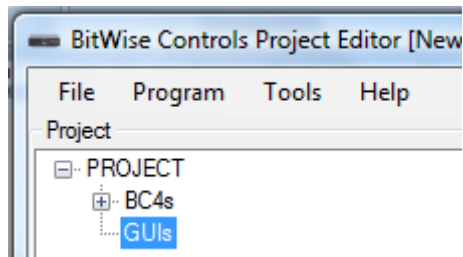 BitWise Controls Project Editor [New
File Program Tools Help
Project
PROJECT
BC4s
GUIs